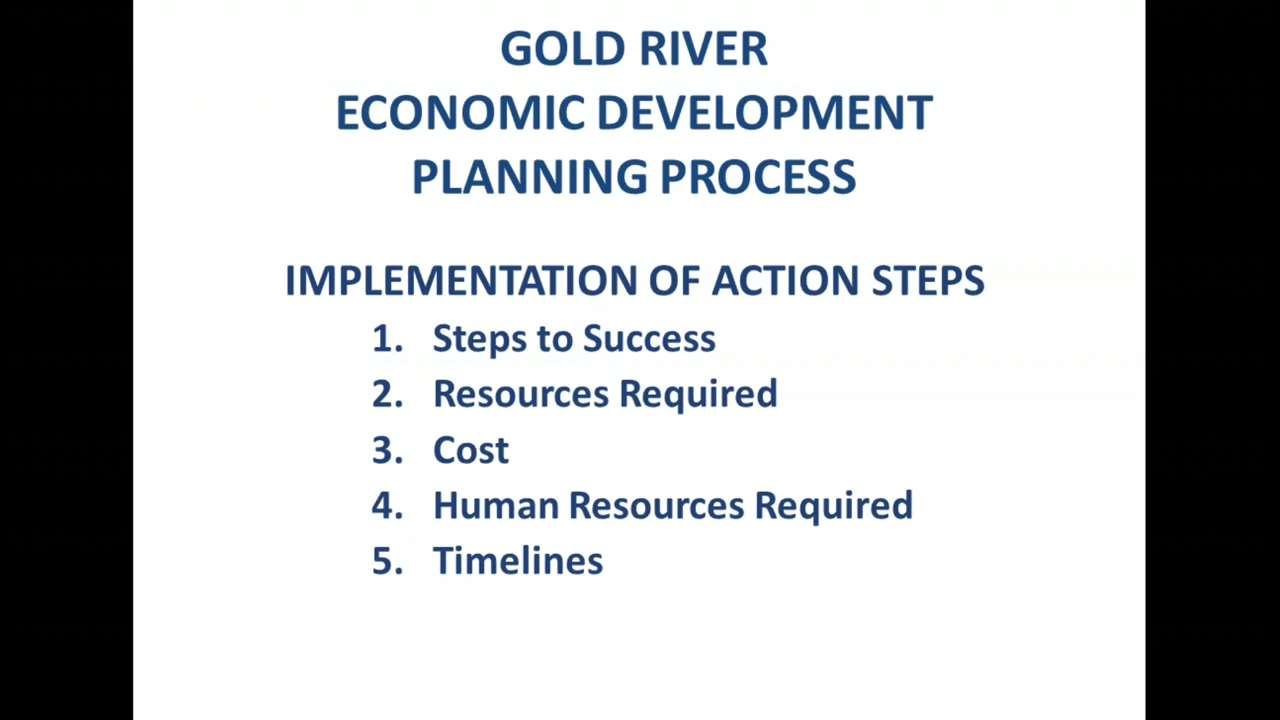 GOLD RIVER
ECONOMIC DEVELOPMENT
PLANNING PROCESS
IMPLEMENTATION OF ACTION STEPS
1. Steps to Success
2. Resources Required
3. Cost
4. Human Resources Required
5. Timelines